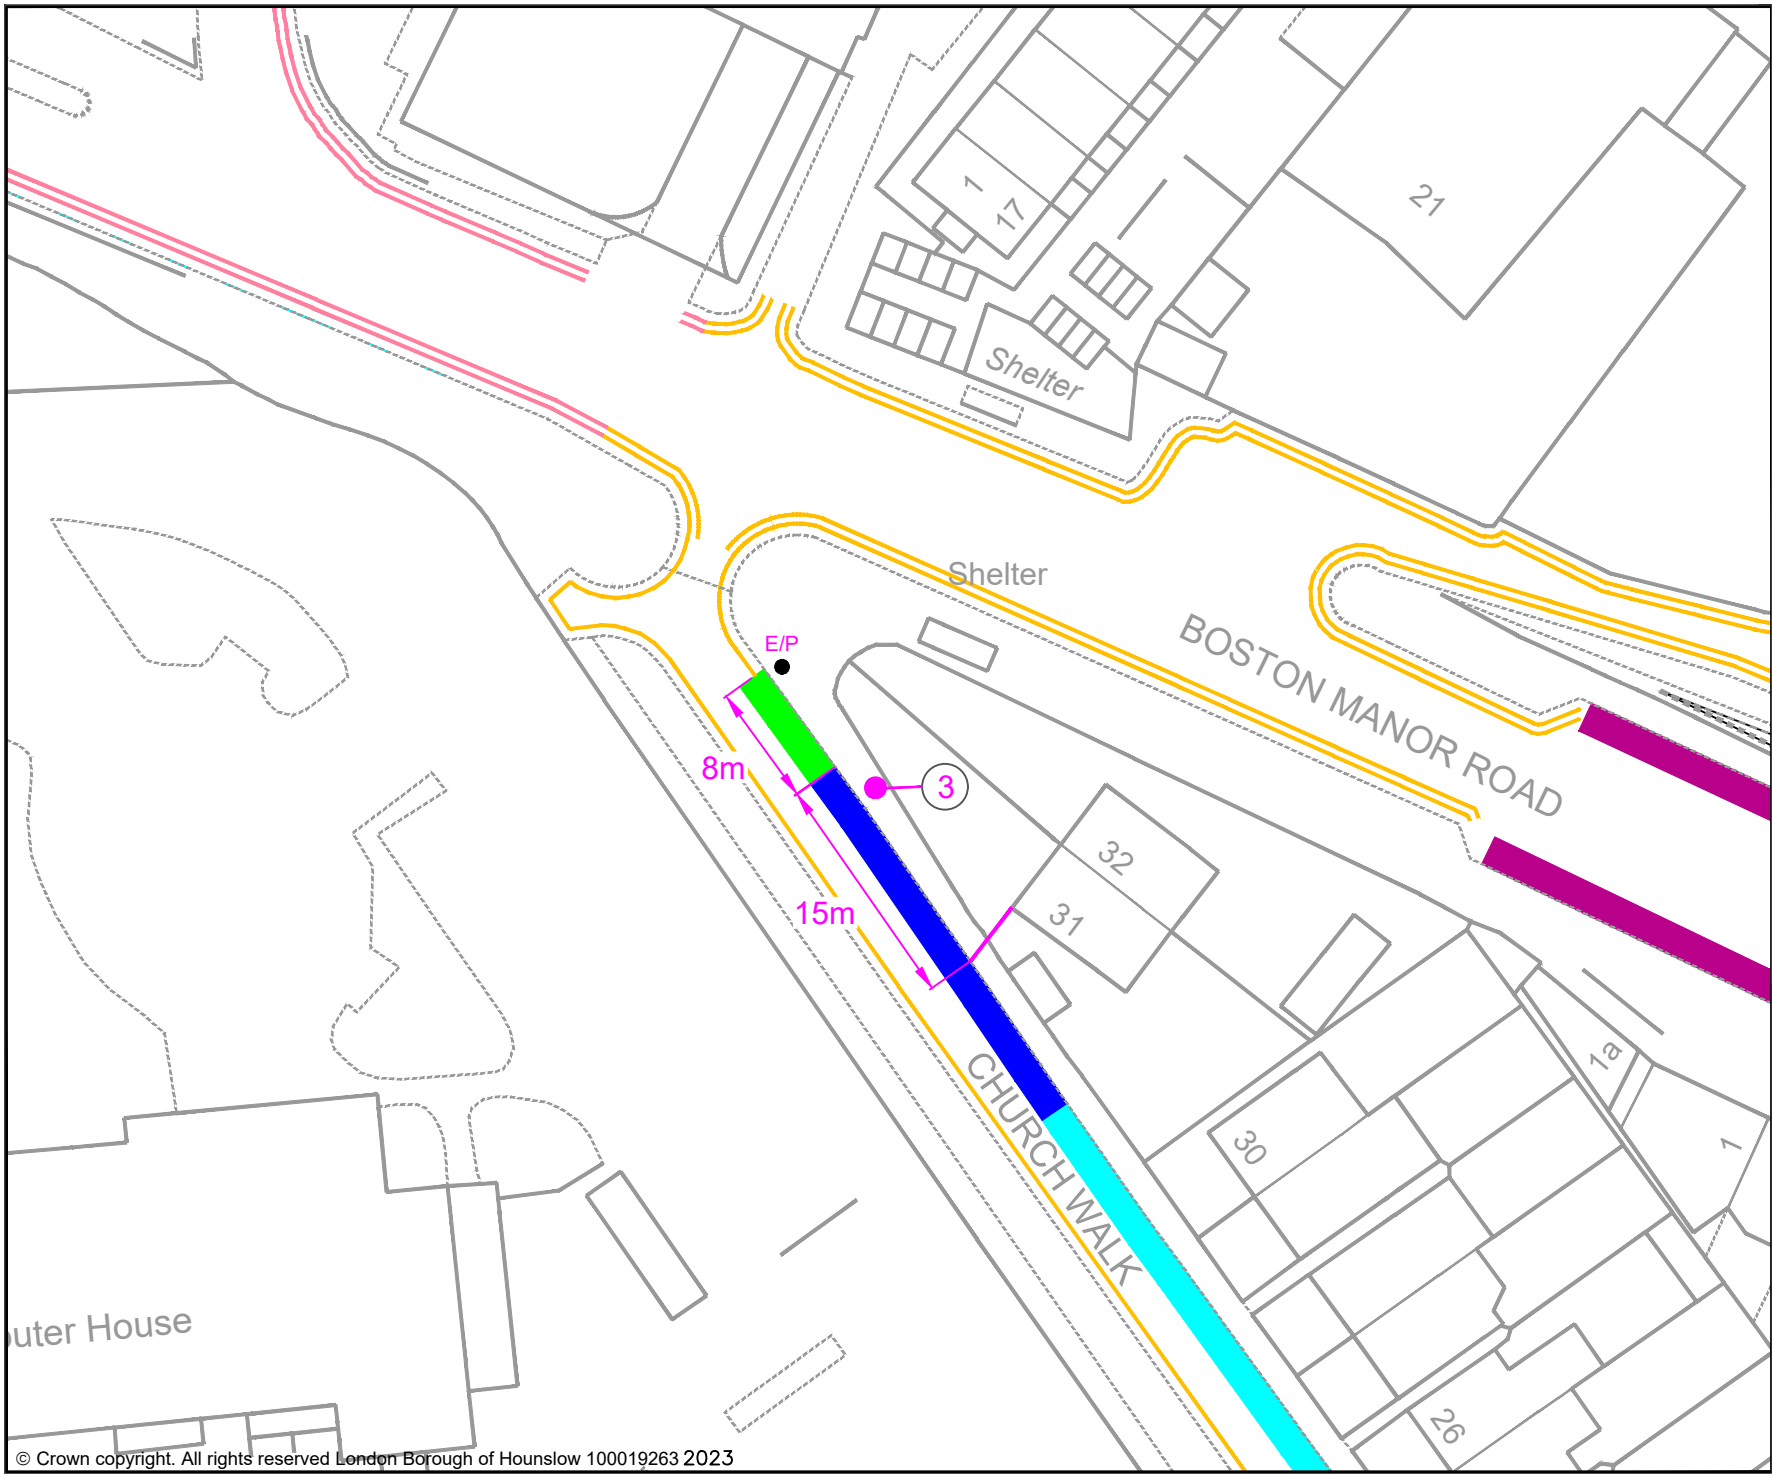 1
17
21
Shelter
Shelter
E/P
BOSTON MANOR ROAD
8m
3
15m
32
31
CHURCH WALK
1a
30
1
outer House
26
© Crown copyright. All rights reserved London Borough of Hounslow 100019263 2023